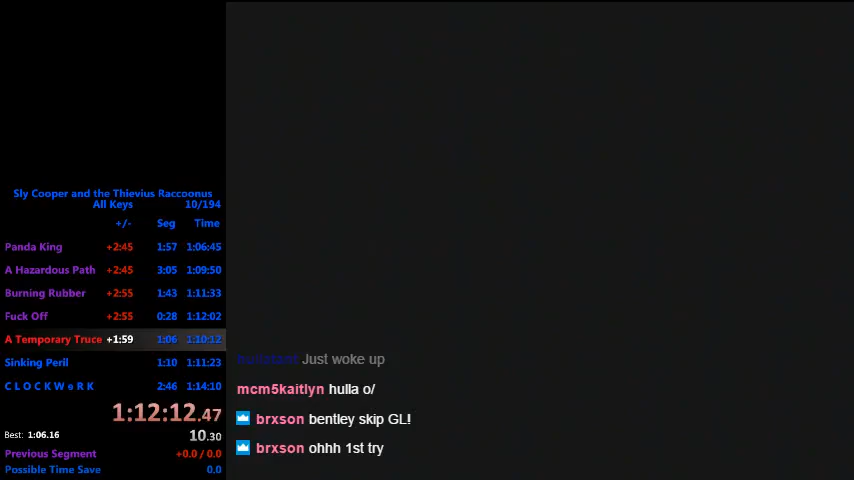 Sly Cooper and the Thievius Raccoonus
All Keys 10/194
+/- Seg Time
Panda King +2:45 1:57 1:06:45
A Hazardous Path +2:45 3:05 1:09:50
Burning Rubber +2:55 1:43 1:11:33
Fuck Off +2:55 0:28 1:12:02
A Temporary Truce +1:59 1:06 1:10:12
Sinking Peril 1:10 1:11:23
C L O C K W e R K 2:46 1:14:10
1:12:12.47
Best: 1:06.16 10.30
Previous Segment +0.0 / 0.0
Possible Time Save 0.0
Just woke up
mcm5kaitlyn hulla o/
brxson bentley skip GL!
brxson ohhh 1st try